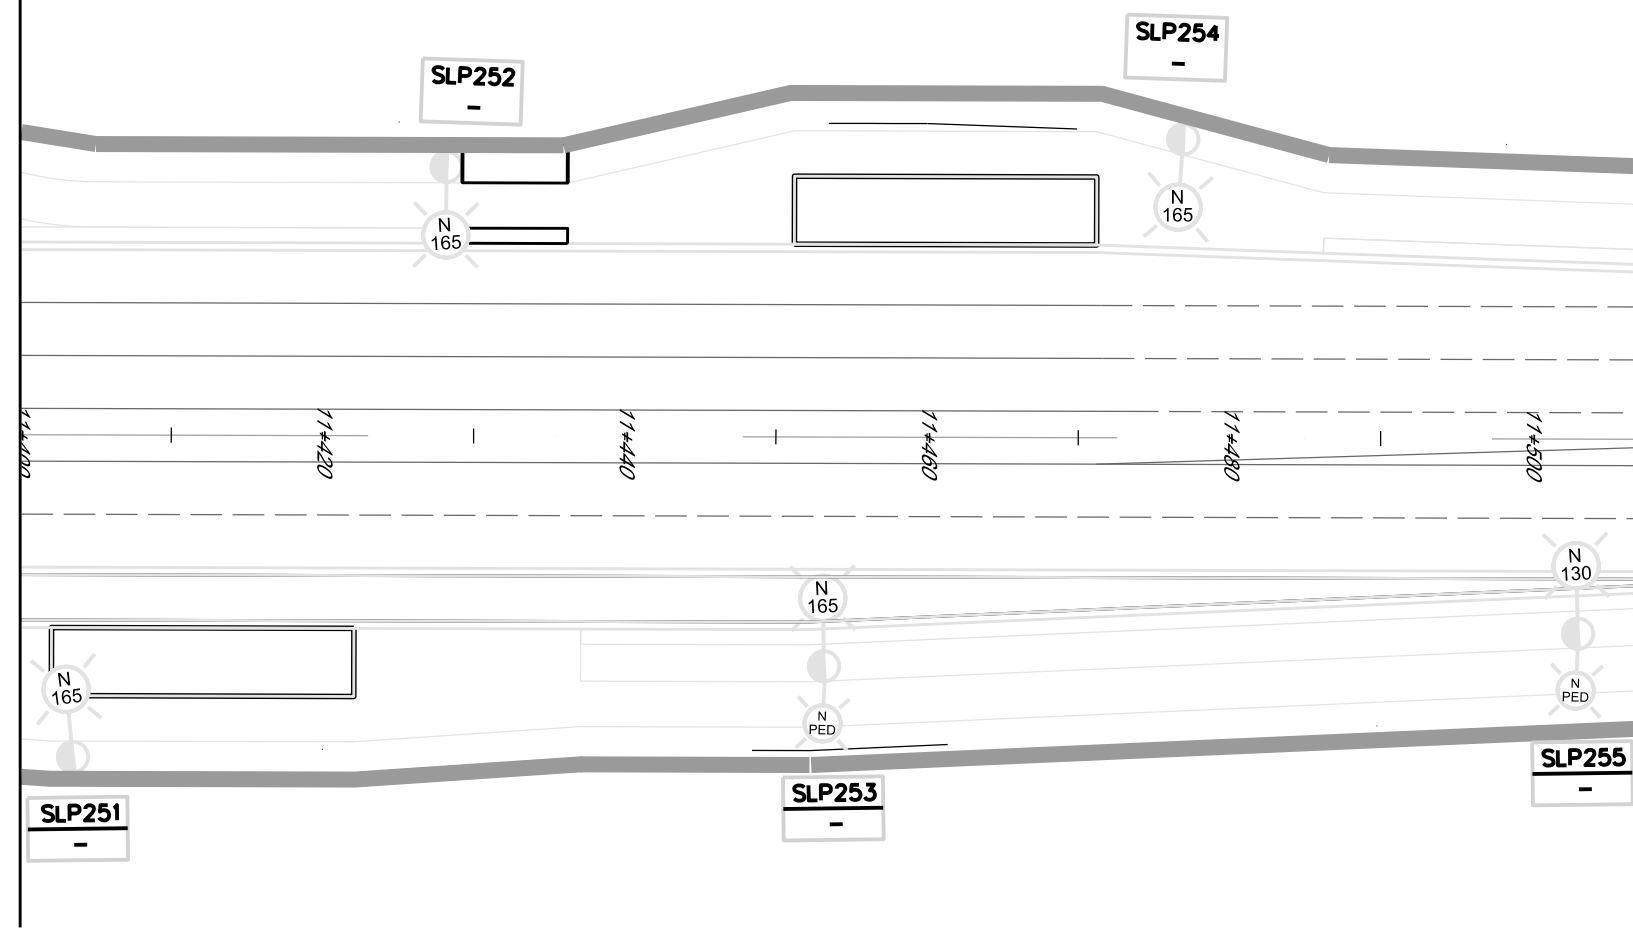 SLP254
-
SLP252
-
N
165
N
165
11+400
11+420
11+440
11+460
11+480
11+500
N
130
N
165
N
165
N
PED
N
PED
SLP255
-
SLP253
-
SLP251
-